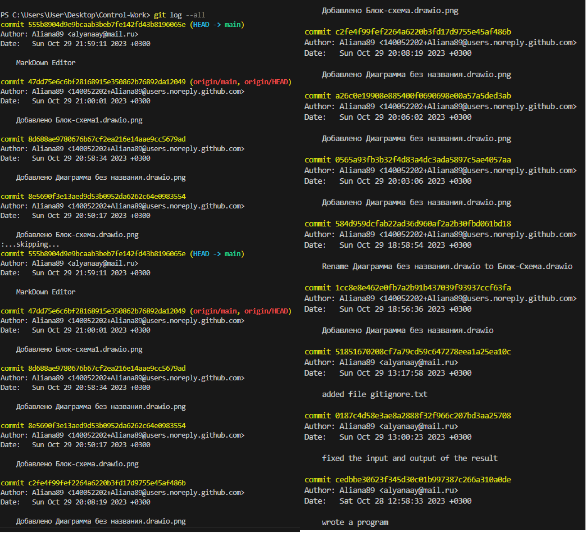 PS C:\Users\User\Desktop\Control-Work> git log --all
commit 555b8904d9e9bcaab3beb7fe142fd43b8196065e (HEAD -> main)
Author: Aliana89 <alyanaay@mail.ru>
Date:   Sun Oct 29 21:59:11 2023 +0300
MarkDown Editor
commit 47dd75e6c6bf28168915e350862b76892da12049 (origin/main, origin/HEAD)
Author: Aliana89 <140052202+Aliana89@users.noreply.github.com>
Date:   Sun Oct 29 21:00:01 2023 +0300
Добавлено Блок-схема1.drawio.png
commit 8d688ae9780676b67cf2ea216e14aae9cc5679ad
Author: Aliana89 <140052202+Aliana89@users.noreply.github.com>
Date:   Sun Oct 29 20:58:34 2023 +0300
Добавлено Диаграмма без названия.drawio.png
commit 8e5690f3e13aed9d53b0952da6262c64e0983554
Author: Aliana89 <140052202+Aliana89@users.noreply.github.com>
Date:   Sun Oct 29 20:50:17 2023 +0300
Добавлено Блок-схема.drawio.png
:...skipping...
commit 555b8904d9e9bcaab3beb7fe142fd43b8196065e (HEAD -> main)
Author: Aliana89 <alyanaay@mail.ru>
Date:   Sun Oct 29 21:59:11 2023 +0300
MarkDown Editor
commit 47dd75e6c6bf28168915e350862b76892da12049 (origin/main, origin/HEAD)
Author: Aliana89 <140052202+Aliana89@users.noreply.github.com>
Date:   Sun Oct 29 21:00:01 2023 +0300
Добавлено Блок-схема1.drawio.png
commit 8d688ae9780676b67cf2ea216e14aae9cc5679ad
Author: Aliana89 <140052202+Aliana89@users.noreply.github.com>
Date:   Sun Oct 29 20:58:34 2023 +0300
Добавлено Диаграмма без названия.drawio.png
commit 8e5690f3e13aed9d53b0952da6262c64e0983554
Author: Aliana89 <140052202+Aliana89@users.noreply.github.com>
Date:   Sun Oct 29 20:50:17 2023 +0300
Добавлено Блок-схема.drawio.png
commit c2fe4f99fef2264a6220b3fd17d9755e45af486b
Author: Aliana89 <140052202+Aliana89@users.noreply.github.com>
Date:   Sun Oct 29 20:08:19 2023 +0300
Добавлено Диаграмма без названия.drawio.png
Добавлено Блок-схема.drawio.png
commit c2fe4f99fef2264a6220b3fd17d9755e45af486b
Author: Aliana89 <140052202+Aliana89@users.noreply.github.com>
Date:   Sun Oct 29 20:08:19 2023 +0300
Добавлено Диаграмма без названия.drawio.png
commit a26c0e19908e885400f0690698e00a57a5ded3ab
Author: Aliana89 <140052202+Aliana89@users.noreply.github.com>
Date:   Sun Oct 29 20:06:02 2023 +0300
Добавлено Диаграмма без названия.drawio.png
commit 0565a93fb3b32f4d83a4dc3ada5897c5ae4057aa
Author: Aliana89 <140052202+Aliana89@users.noreply.github.com>
Date:   Sun Oct 29 20:03:06 2023 +0300
Добавлено Диаграмма без названия.drawio.png
commit 584d959dcfab22ad36d960af2a2b30fbd061bd18
Author: Aliana89 <140052202+Aliana89@users.noreply.github.com>
Date:   Sun Oct 29 18:58:54 2023 +0300
Rename Диаграмма без названия.drawio to Блок-Схема.drawio
commit 1cc8e8e462e0fb7a2b91b437039f93937ccf63fa
Author: Aliana89 <140052202+Aliana89@users.noreply.github.com>
Date:   Sun Oct 29 18:56:36 2023 +0300
Добавлено Диаграмма без названия.drawio
commit 51851670208cf7a79cd59c647278eea1a25ea10c
Author: Aliana89 <alyanaay@mail.ru>
Date:   Sun Oct 29 13:17:58 2023 +0300
added file gitignore.txt
commit 0187c4d58e3ae8a2888f32f966c207bd3aa25708
Author: Aliana89 <alyanaay@mail.ru>
Date:   Sun Oct 29 13:00:23 2023 +0300
fixed the input and output of the result
commit cedbbe30623f345d30c01b997387c266a310a0de
Author: Aliana89 <alyanaay@mail.ru>
Date:   Sat Oct 28 12:58:33 2023 +0300
wrote a program